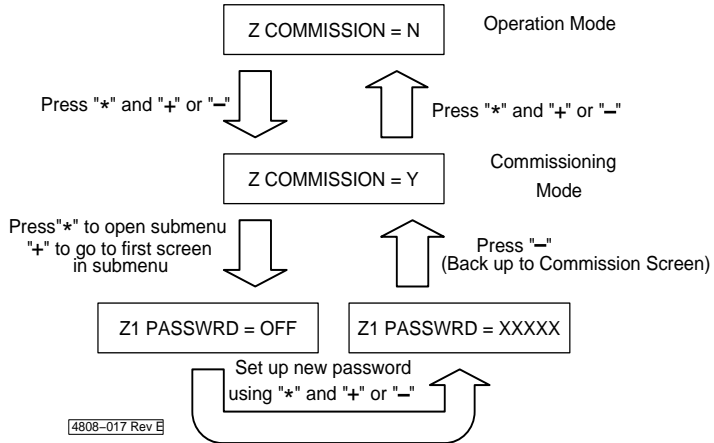 Z COMMISSION = N
Operation Mode
Press "*" and "+" or "–"
Press "*" and "+" or "–"
Z COMMISSION = Y
Commissioning
Mode
Press"*" to open submenu
"+" to go to first screen
in submenu
Press "–"
(Back up to Commission Screen)
Z1 PASSWRD = OFF
Z1 PASSWRD = XXXXX
Set up new password
using "*" and "+" or "–"
4808–017 Rev E